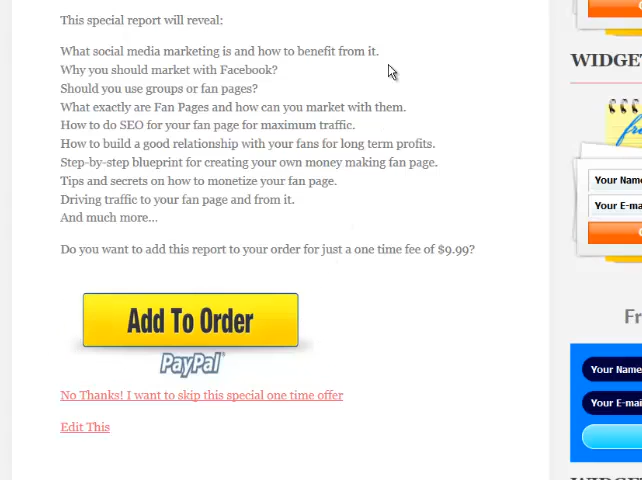 This special report will reveal:
What social media marketing is and how to benefit from it.
Why you should market with Facebook?
Should you use groups or fan pages?
What exactly are Fan Pages and how can you market with them.
How to do SEO for your fan page for maximum traffic.
How to build a good relationship with your fans for long term profits.
Step-by-step blueprint for creating your own money making fan page.
Tips and secrets on how to monetize your fan page.
Driving traffic to your fan page and from it.
And much more...
Do you want to add this report to your order for just a one time fee of $9.99?
Add To Order
PayPal
No Thanks! I want to skip this special one time offer
Edit This
WIDGE
Your Name
Your E-ma
Fr
Your Name
Your E-mai